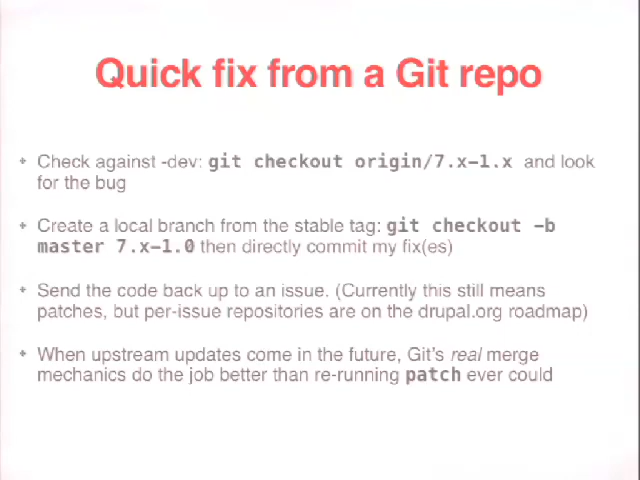 Quick fix from a Git repo
Check against -dev: git checkout origin/7.x-1.x and look
for the bug
Create a local branch from the stable tag: git checkout -b
master 7.x-1.0 then directly commit my fix(es)
Send the code back up to an issue. (Currently this still means
patches, but per-issue repositories are on the drupal.org roadmap)
When upstream updates come in the future, Git's real merge
mechanics do the job better than re-running patch ever could